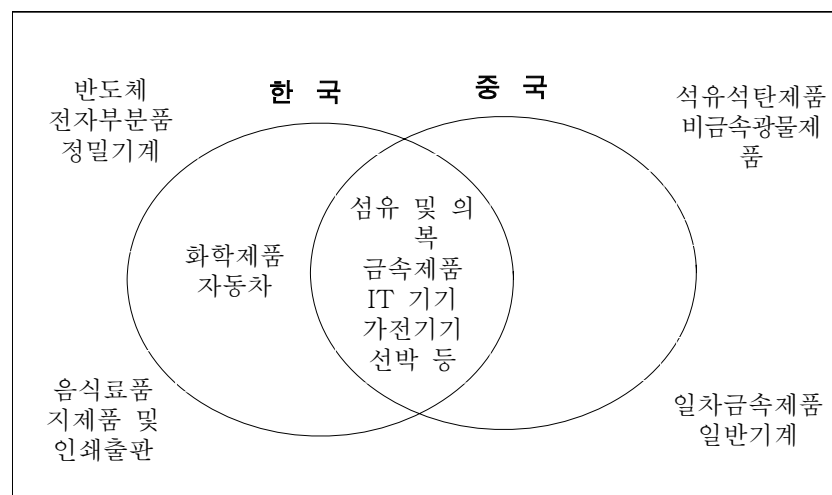 반도체
전자부분품
정밀기계
한 국
중 국
석유석탄제품
비금속광물제
품
화학제품
자동차
섬유 및 의
복
금속제품
IT 기기
가전기기
선박 등
음식료품
지제품 및
인쇄출판
일차금속제품
일반기계